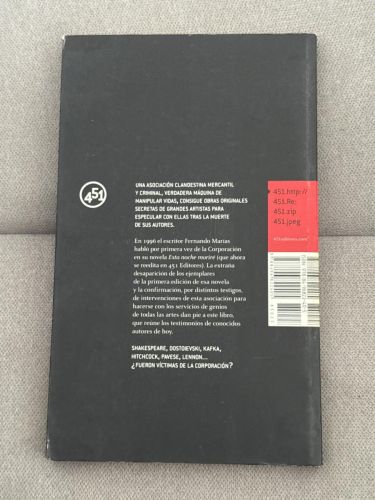 451
UNA ASOCIACIÓN CLANDESTINA MERCANTIL
Y CRIMINAL, VERDADERA MÁQUINA DE
MANIPULAR VIDAS, CONSIGUE OBRAS ORIGINALES
SECRETAS DE GRANDES ARTISTAS PARA
ESPECULAR CON ELLAS TRAS LA MUERTE
DE SUS AUTORES.
En 1996 el escritor Fernando Marías
habló por primera vez de la Corporación
en su novela Esta noche moriré (que ahora
se reedita en 451 Editores). La extraña
desaparición de los ejemplares
de la primera edición de esa novela
y la confirmación, por distintos testigos,
de intervenciones de esta asociación para
hacerse con los servicios de genios
de todas las artes dan pie a este libro,
que reúne los testimonios de conocidos
autores de hoy.
SHAKESPEARE, DOSTOIEVSKI, KAFKA,
HITCHCOCK, PAVESE, LENNON...
¿FUERON VÍCTIMAS DE LA CORPORACIÓN?
451.http://
451.Re:
451.zip
451.jpeg
451editores.com